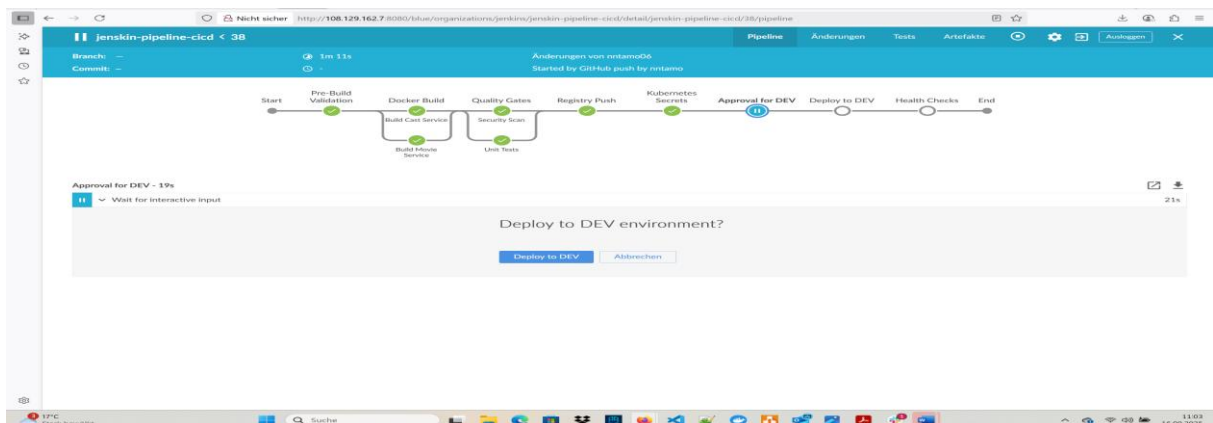 Nicht sicher http://108.129.162.7:8080/blue/organizations/jenkins/jenskin-pipeline-cicd/detail/jenskin-pipeline-cicd/38/pipeline
jenskin-pipeline-cicd < 38
Pipeline Änderungen Tests Artefakte Ausloggen
Branch: — 1m 11s Änderungen von nntamo06
Commit: — - Started by GitHub push by nntamo
Start Pre-Build Validation Docker Build Quality Gates Registry Push Kubernetes Secrets Approval for DEV Deploy to DEV Health Checks End
Build Cast Service Security Scan
Build Movie Service Unit Tests
Approval for DEV - 19s
Wait for interactive input 21s
Deploy to DEV environment?
Deploy to DEV Abbrechen
17°C Suche 11:03